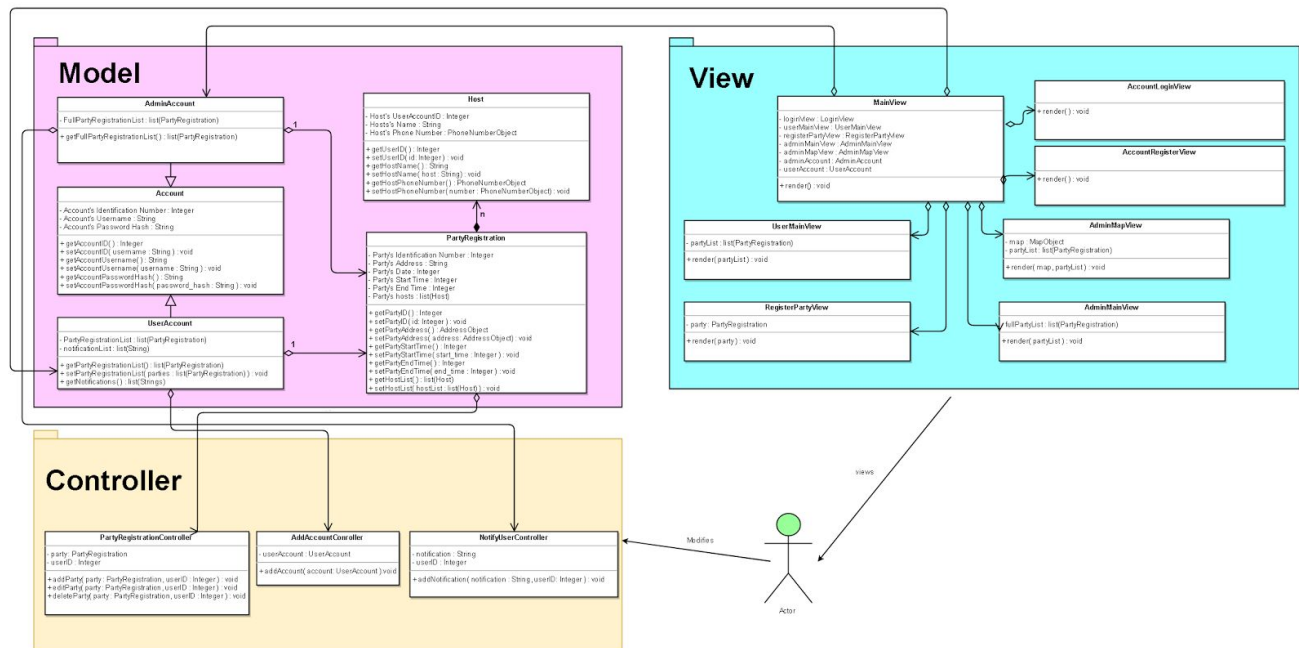 Model
AdminAccount
- FullPartyRegistrationList : list(PartyRegistration)
+ getFullPartyRegistrationList() : list(PartyRegistration)
1
Host
- Host's UserAccountID : Integer
- Host's Name : String
- Host's Phone Number : PhoneNumberObject
+ getUserID( ) : Integer
+ setUserID( id: Integer) : void
+ getHostName( ) : String
+ setHostName( host : String) : void
+ getHostPhoneNumber( ) : PhoneNumberObject
+ setHostPhoneNumber( number : PhoneNumberObject) : void
n
Account
- Account's Identification Number : Integer
- Account's Username : String
- Account's Password Hash : String
+ getAccountID( ) : Integer
+ setAccountID( username : String ) : void
+ getAccountUsername( ) : String
+ setAccountUsername( username : String ) : void
+ getAccountPasswordHash( ) : String
+ setAccountPasswordHash( password_hash : String ) : void
PartyRegistration
- Party's Identification Number : Integer
- Party's Address : String
- Party's Date : Integer
- Party's Start Time : Integer
- Party's End Time : Integer
- Party's hosts : list(Host)
+ getPartyID( ) : Integer
+ setPartyID( id: Integer ) : void
+ getPartyAddress( ) : AddressObject
+ setPartyAddress( address: AddressObject) : void
+ getPartyStartTime( ) : Integer
+ setPartyStartTime( start_time : Integer ) : void
+ getPartyEndTime( ) : Integer
+ setPartyEndTime( end_time : Integer ) : void
+ getHostList( ) : list(Host)
+ setHostList( hostList : list(Host) ) : void
UserAccount
- PartyRegistrationList : list(PartyRegistration)
- notificationList : list(String)
+ getPartyRegistrationList() : list(PartyRegistration)
+ setPartyRegistrationList( parties : list(PartyRegistration) ) : void
+ getNotifications( ) : list(Strings)
1
View
MainView
- loginView : LoginView
- userMainView : UserMainView
- registerPartyView : RegisterPartyView
- adminMainView : AdminMainView
- adminMapView : AdminMapView
- adminAccount : AdminAccount
- userAccount : UserAccount
+ render() : void
AccountLoginView
+ render( ) : void
AccountRegisterView
+ render( ) : void
UserMainView
- partyList : list(PartyRegistration)
+ render( partyList ) : void
AdminMapView
- map : MapObject
- partyList : list(PartyRegistration)
+ render( map, partyList ) : void
RegisterPartyView
- party : PartyRegistration
+ render( party ) : void
AdminMainView
fullPartyList : list(PartyRegistration)
+ render( partyList ) : void
Controller
PartyRegistrationController
- party: PartyRegistration
- userID : Integer
+ addParty( party : PartyRegistration, userID : Integer ) : void
+ editParty( party : PartyRegistration, userID : Integer ) : void
+ deleteParty( party : PartyRegistration, userID : Integer ) : void
AddAccountConroller
- userAccount : UserAccount
+ addAccount( account: UserAccount ) :void
NotifyUserController
- notification : String
- userID : Integer
+ addNotification( notification : String, userID: Integer ) : void
Modifies
views
Actor